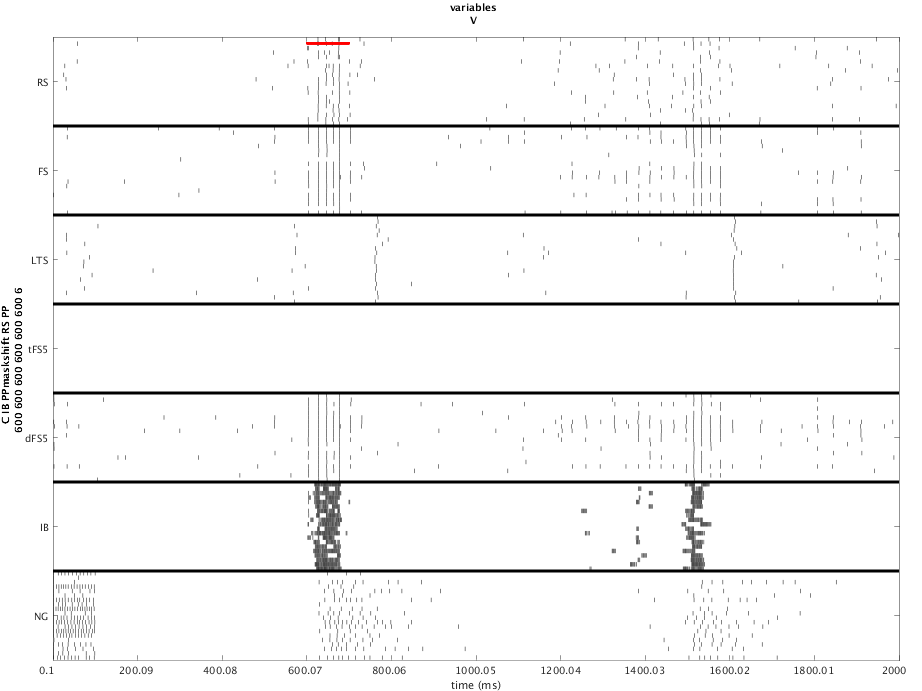 variables
V
RS
FS
LTS
tFS5
dFS5
IB
NG
C IB PPmaskshift RS PP
600 600 600 600 600 600 6
0.1 200.09 400.08 600.07 800.06 1000.05 1200.04 1400.03 1600.02 1800.01 2000
time (ms)